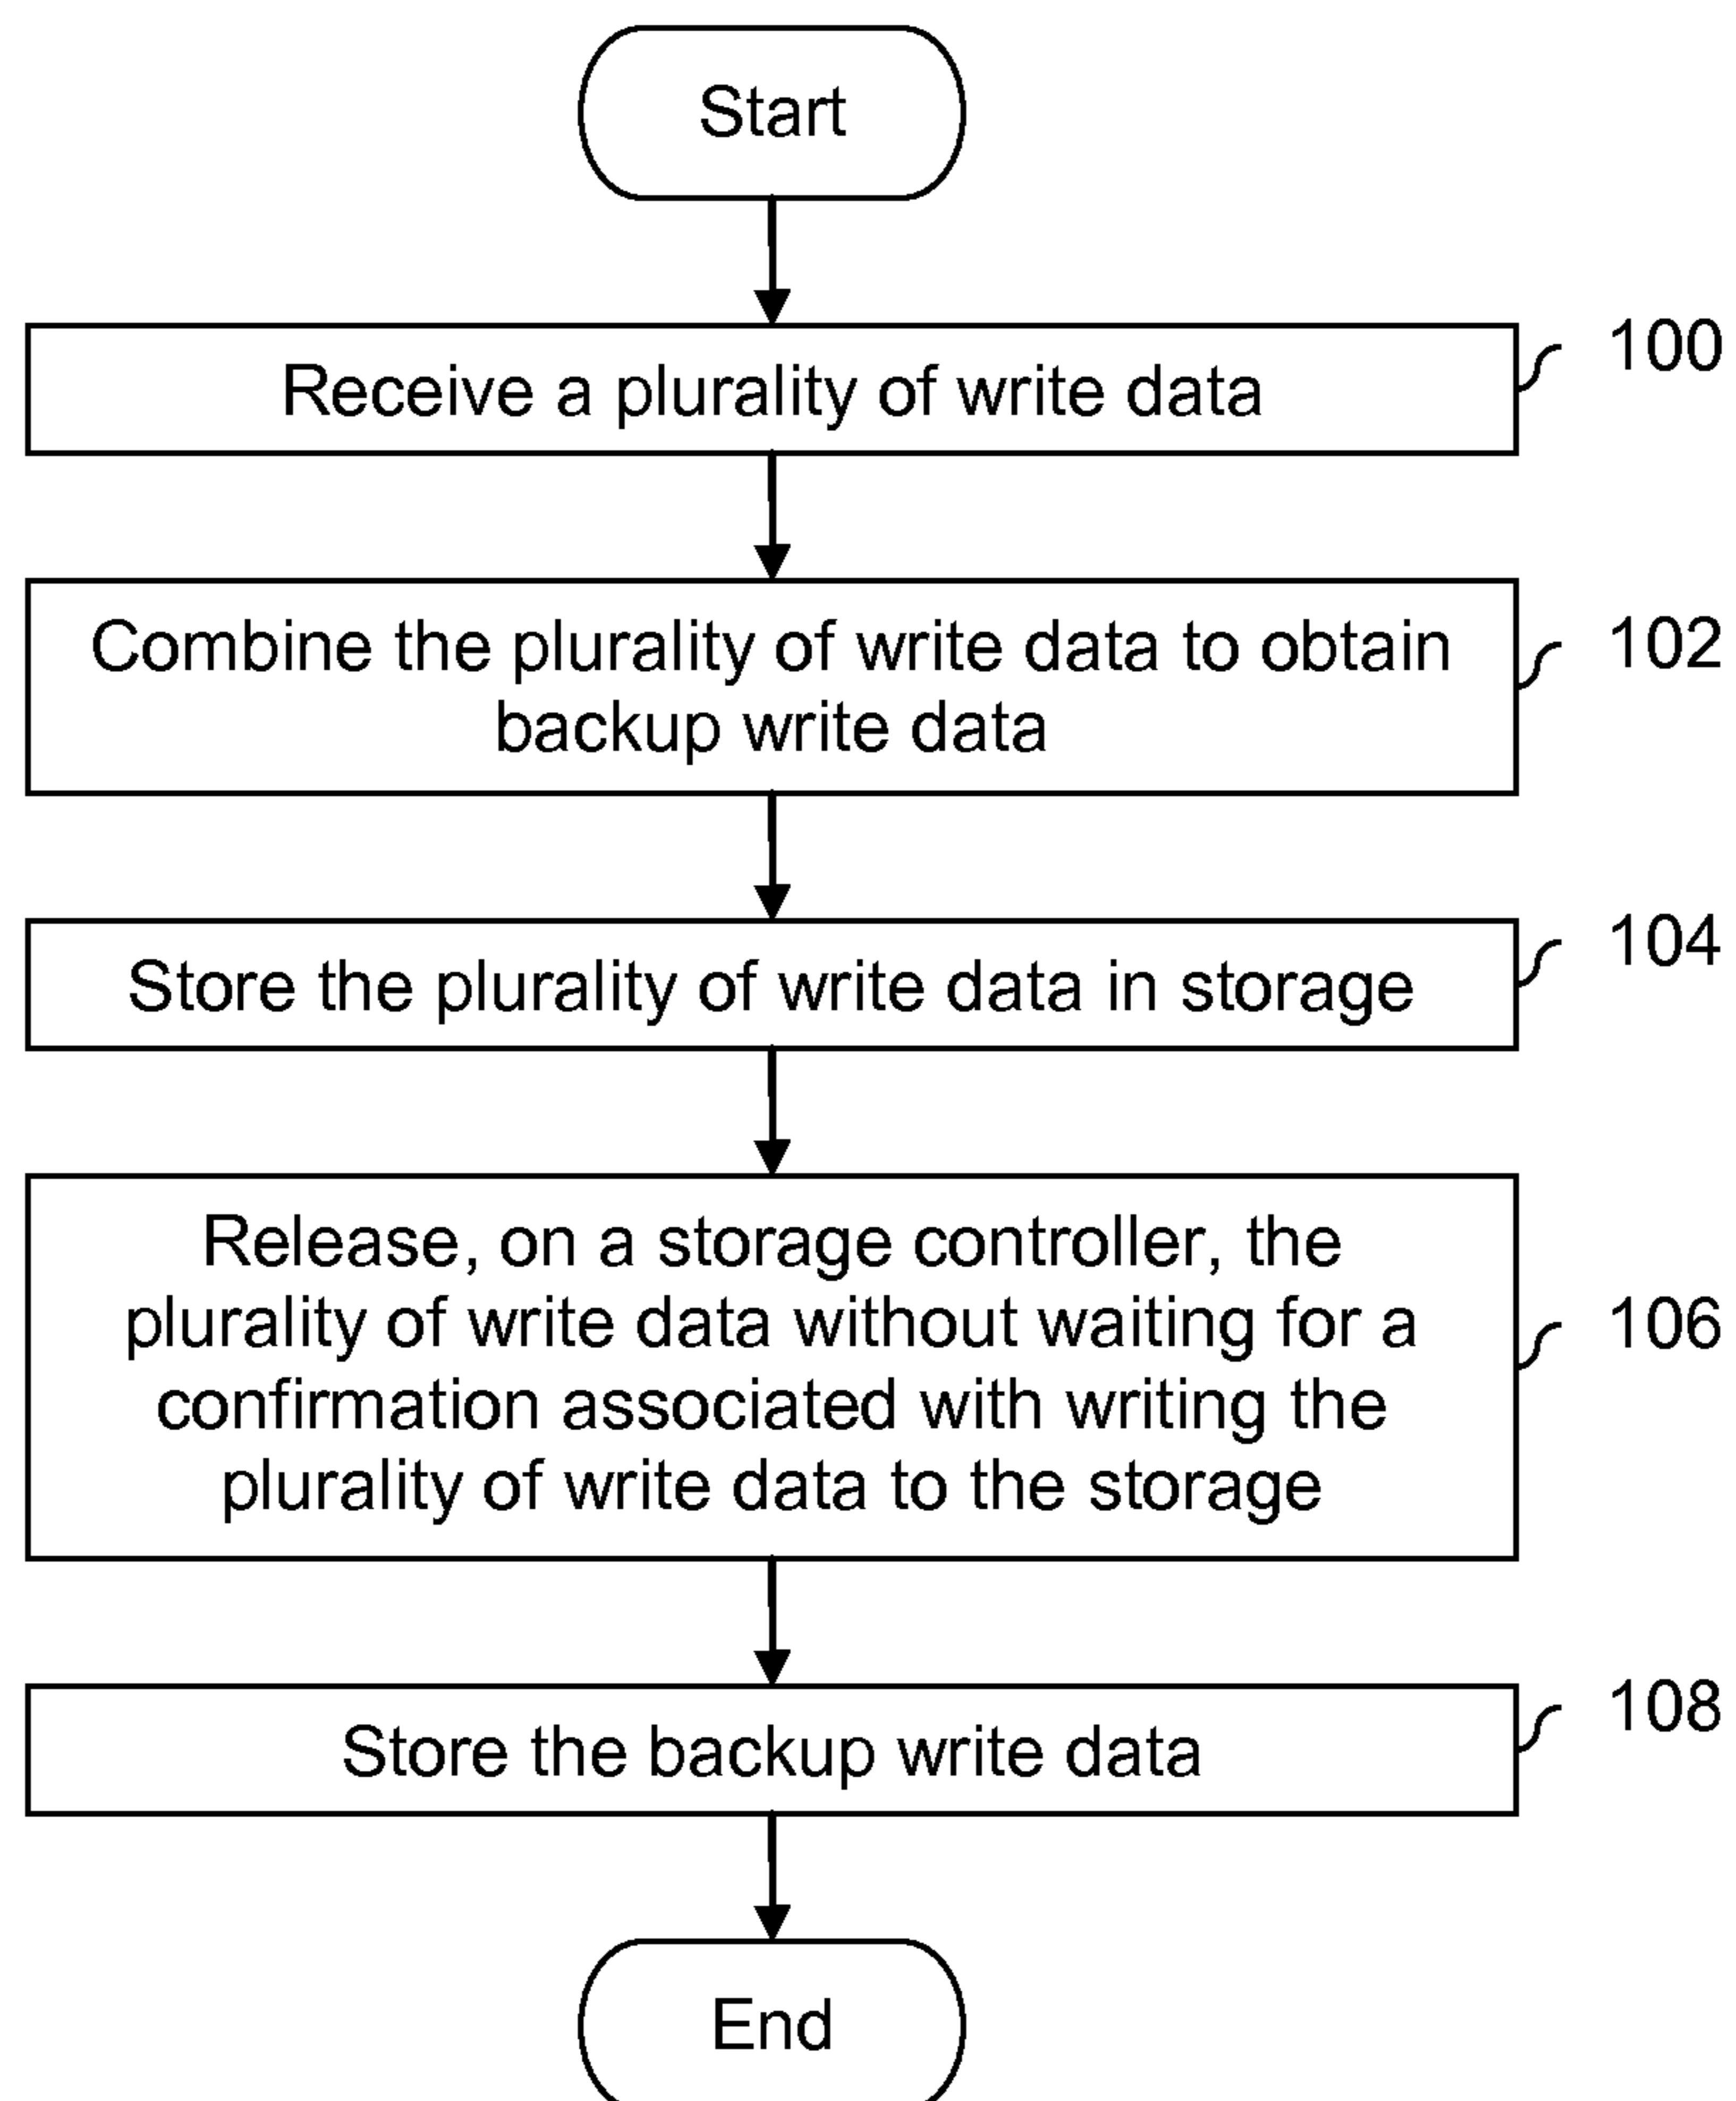 Start
Receive a plurality of write data
100
Combine the plurality of write data to obtain
backup write data
102
Store the plurality of write data in storage
104
Release, on a storage controller, the
plurality of write data without waiting for a
confirmation associated with writing the
plurality of write data to the storage
106
Store the backup write data
108
End